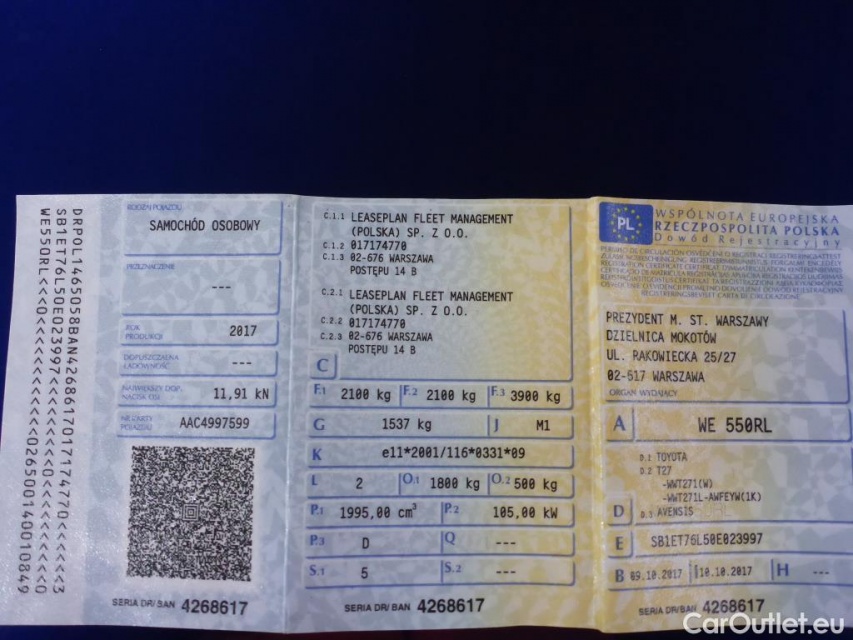 DRPOL1465058BAN4268617017174770<<<<<<<<3
WE550RL<<0<<<<<<<<<<<<<<0265001400010849
RODZAJ POJAZDU
SAMOCHÓD OSOBOWY
PRZEZNACZENIE
---
ROK PRODUKCJI 2017
DOPUSZCZALNA ŁADOWNOŚĆ ---
NAJWIĘKSZY DOP. NACISK OSI 11,91 kN
NR KARTY POJAZDU AAC4997599
SERIA DR/BAN 4268617
C.1.1 LEASEPLAN FLEET MANAGEMENT
(POLSKA) SP. Z O.O.
C.1.2 017174770
C.1.3 02-676 WARSZAWA
POSTĘPU 14 B
C.2.1 LEASEPLAN FLEET MANAGEMENT
(POLSKA) SP. Z O.O.
C.2.2 017174770
C.2.3 02-676 WARSZAWA
POSTĘPU 14 B
C
F.1 2100 kg F.2 2100 kg F.3 3900 kg
G 1537 kg J M1
K e11*2001/116*0331*09
L 2 O.1 1800 kg O.2 500 kg
P.1 1995,00 cm³ P.2 105,00 kW
P.3 D Q ---
S.1 5 S.2 ---
SERIA DR/BAN 4268617
PL
WSPÓLNOTA EUROPEJSKA
RZECZPOSPOLITA POLSKA
Dowód Rejestracyjny
PREZYDENT M. ST. WARSZAWY
DZIELNICA MOKOTÓW
UL. RAKOWIECKA 25/27
02-517 WARSZAWA
ORGAN WYDAJĄCY
A WE 550RL
D.1 TOYOTA
D.2 T27
-WWT271(W)
-WWT271L-AWFEYW(1K)
D D.3 AVENSIS
E SB1ET76L50E023997
B 09.10.2017 I 10.10.2017 H ---
SERIA DR/BAN 4268617
CarOutlet.eu